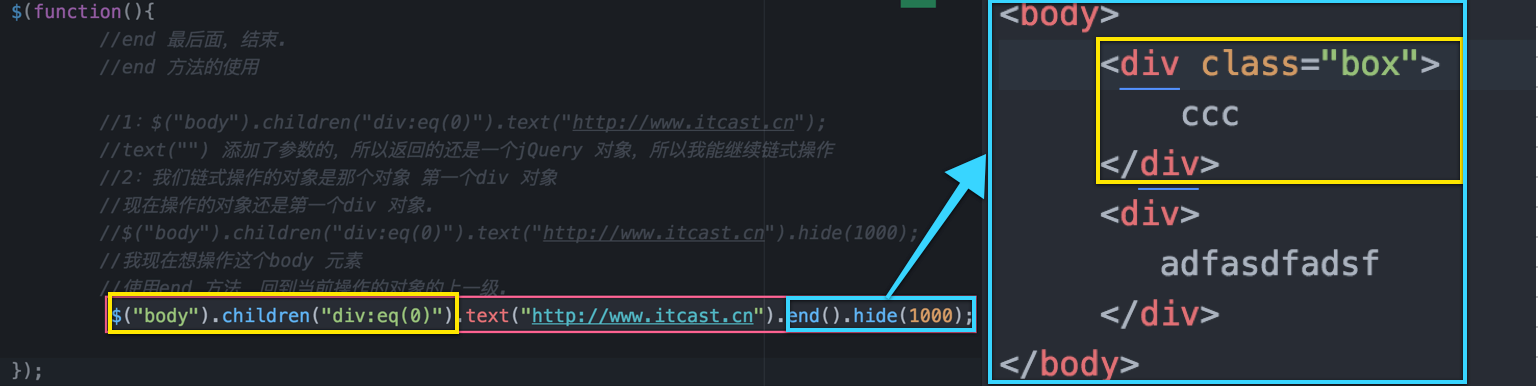 $(function(){
//end 最后面，结束.
//end 方法的使用
//1：$("body").children("div:eq(0)").text("http://www.itcast.cn");
//text("") 添加了参数的，所以返回的还是一个jQuery 对象，所以我能继续链式操作
//2：我们链式操作的对象是那个对象 第一个div 对象
//现在操作的对象还是第一个div 对象.
//$("body").children("div:eq(0)").text("http://www.itcast.cn").hide(1000);
//我现在想操作这个body 元素
//使用end 方法，回到当前操作的对象的上一级.
$("body").children("div:eq(0)").text("http://www.itcast.cn").end().hide(1000);
});
<body>
<div class="box">
ccc
</div>
<div>
adfasdfadsf
</div>
</body>